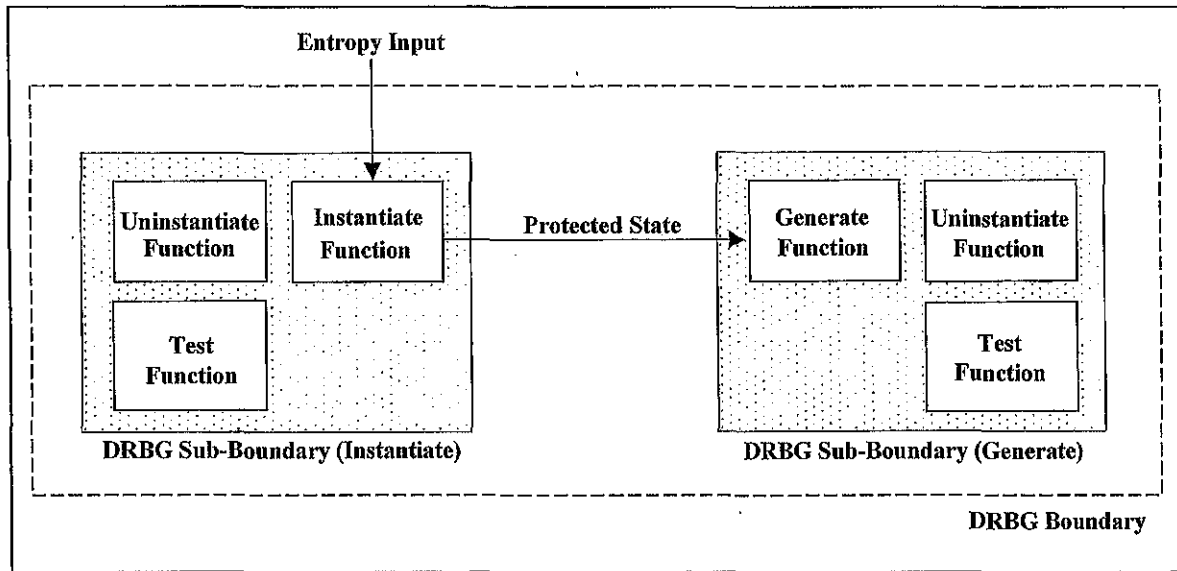 Entropy Input
Uninstantiate
Function
Instantiate
Function
Protected State
Generate
Function
Uninstantiate
Function
Test
Function
Test
Function
DRBG Sub-Boundary (Instantiate)
DRBG Sub-Boundary (Generate)
DRBG Boundary